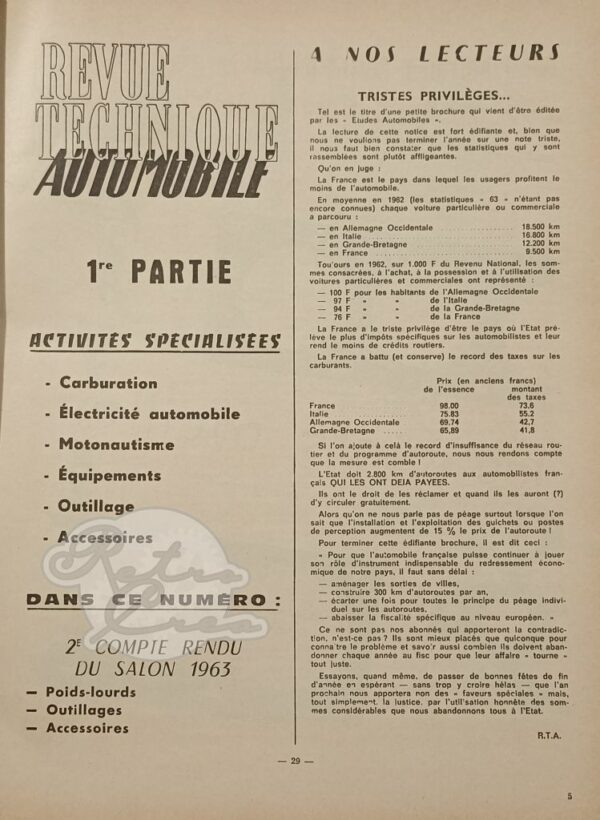 REVUE
TECHNIQUE
AUTOMOBILE
1re PARTIE
ACTIVITÉS SPÉCIALISÉES
- Carburation
- Électricité automobile
- Motonautisme
- Équipements
- Outillage
- Accessoires
Retro
Crea
DANS CE NUMÉRO :
2E COMPTE RENDU
DU SALON 1963
— Poids-lourds
— Outillages
— Accessoires
A NOS LECTEURS
TRISTES PRIVILÈGES...
Tel est le titre d'une petite brochure qui vient d'être éditée
par les « Etudes Automobiles ».
La lecture de cette notice est fort édifiante et, bien que
nous ne voulions pas terminer l'année sur une note triste,
il nous faut bien constater que les statistiques qui y sont
rassemblées sont plutôt affligeantes.
Qu'on en juge :
La France est le pays dans lequel les usagers profitent le
moins de l'automobile.
En moyenne en 1962 (les statistiques « 63 » n'étant pas
encore connues) chaque voiture particulière ou commerciale
a parcouru :
— en Allemagne Occidentale ........ 18.500 km
— en Italie ........ 16.800 km
— en Grande-Bretagne ........ 12.200 km
— en France ........ 9.500 km
Toujours en 1962, sur 1.000 F du Revenu National, les som-
mes consacrées, à l'achat, à la possession et à l'utilisation des
voitures particulières et commerciales ont représenté :
— 100 F pour les habitants de l'Allemagne Occidentale
— 97 F » » de l'Italie
— 94 F » » de la Grande-Bretagne
— 76 F » » de la France
La France a le triste privilège d'être le pays où l'Etat pré-
lève le plus d'impôts spécifiques sur les automobilistes et leur
rend le moins de crédits routiers.
La France a battu (et conserve) le record des taxes sur les
carburants.
Prix (en anciens francs)
de l'essence montant
des taxes
France ........ 98.00 73,6
Italie ........ 75.83 55.2
Allemagne Occidentale ........ 69,74 42,7
Grande-Bretagne ........ 65,89 41,8
Si l'on ajoute à celà le record d'insuffisance du réseau rou-
tier et du programme d'autoroute, nous nous rendons compte
que la mesure est comble !
L'Etat doit 2.800 km d'autoroutes aux automobilistes fran-
çais QUI LES ONT DEJA PAYEES.
Ils ont le droit de les réclamer et quand ils les auront (?)
d'y circuler gratuitement.
Alors qu'on ne nous parle pas de péage surtout lorsque l'on
sait que l'installation et l'exploitation des guichets ou postes
de perception augmentent de 15 % le prix de l'autoroute !
Pour terminer cette édifiante brochure, il est dit ceci :
« Pour que l'automobile française puisse continuer à jouer
son rôle d'instrument indispensable du redressement écono-
mique de notre pays, il faut sans délai :
— aménager les sorties de villes,
— construire 300 km d'autoroutes par an,
— écarter une fois pour toutes le principe du péage indivi-
duel sur les autoroutes,
— abaisser la fiscalité spécifique au niveau européen. »
Ce ne sont pas nos abonnés qui apporteront la contradic-
tion, n'est-ce pas ? Ils sont mieux placés que quiconque pour
connaître le problème et savoir aussi combien ils doivent aban-
donner chaque année au fisc pour que leur affaire « tourne »
tout juste.
Essayons, quand même, de passer de bonnes fêtes de fin
d'année en espérant — sans trop y croire hélas — que l'an
prochain nous apportera non des « faveurs spéciales » mais,
tout simplement, la justice, par l'utilisation honnête des som-
mes considérables que nous abandonnons tous à l'Etat.
R.T.A.
— 29 —
5